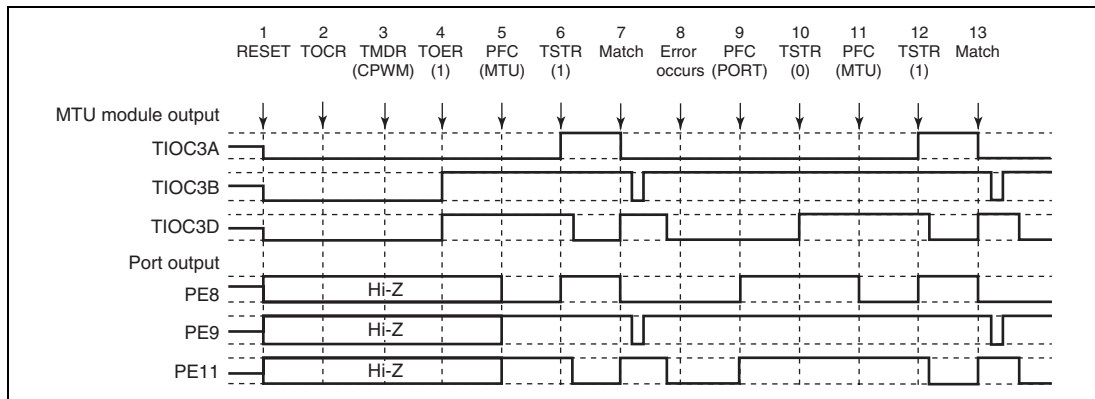 1 2 3 4 5 6 7 8 9 10 11 12 13
RESET TOCR TMDR TOER PFC TSTR Match Error PFC TSTR PFC TSTR Match
(CPWM) (1) (MTU) (1) occurs (PORT) (0) (MTU) (1)
MTU module output
TIOC3A
TIOC3B
TIOC3D
Port output
PE8 Hi-Z
PE9 Hi-Z
PE11 Hi-Z